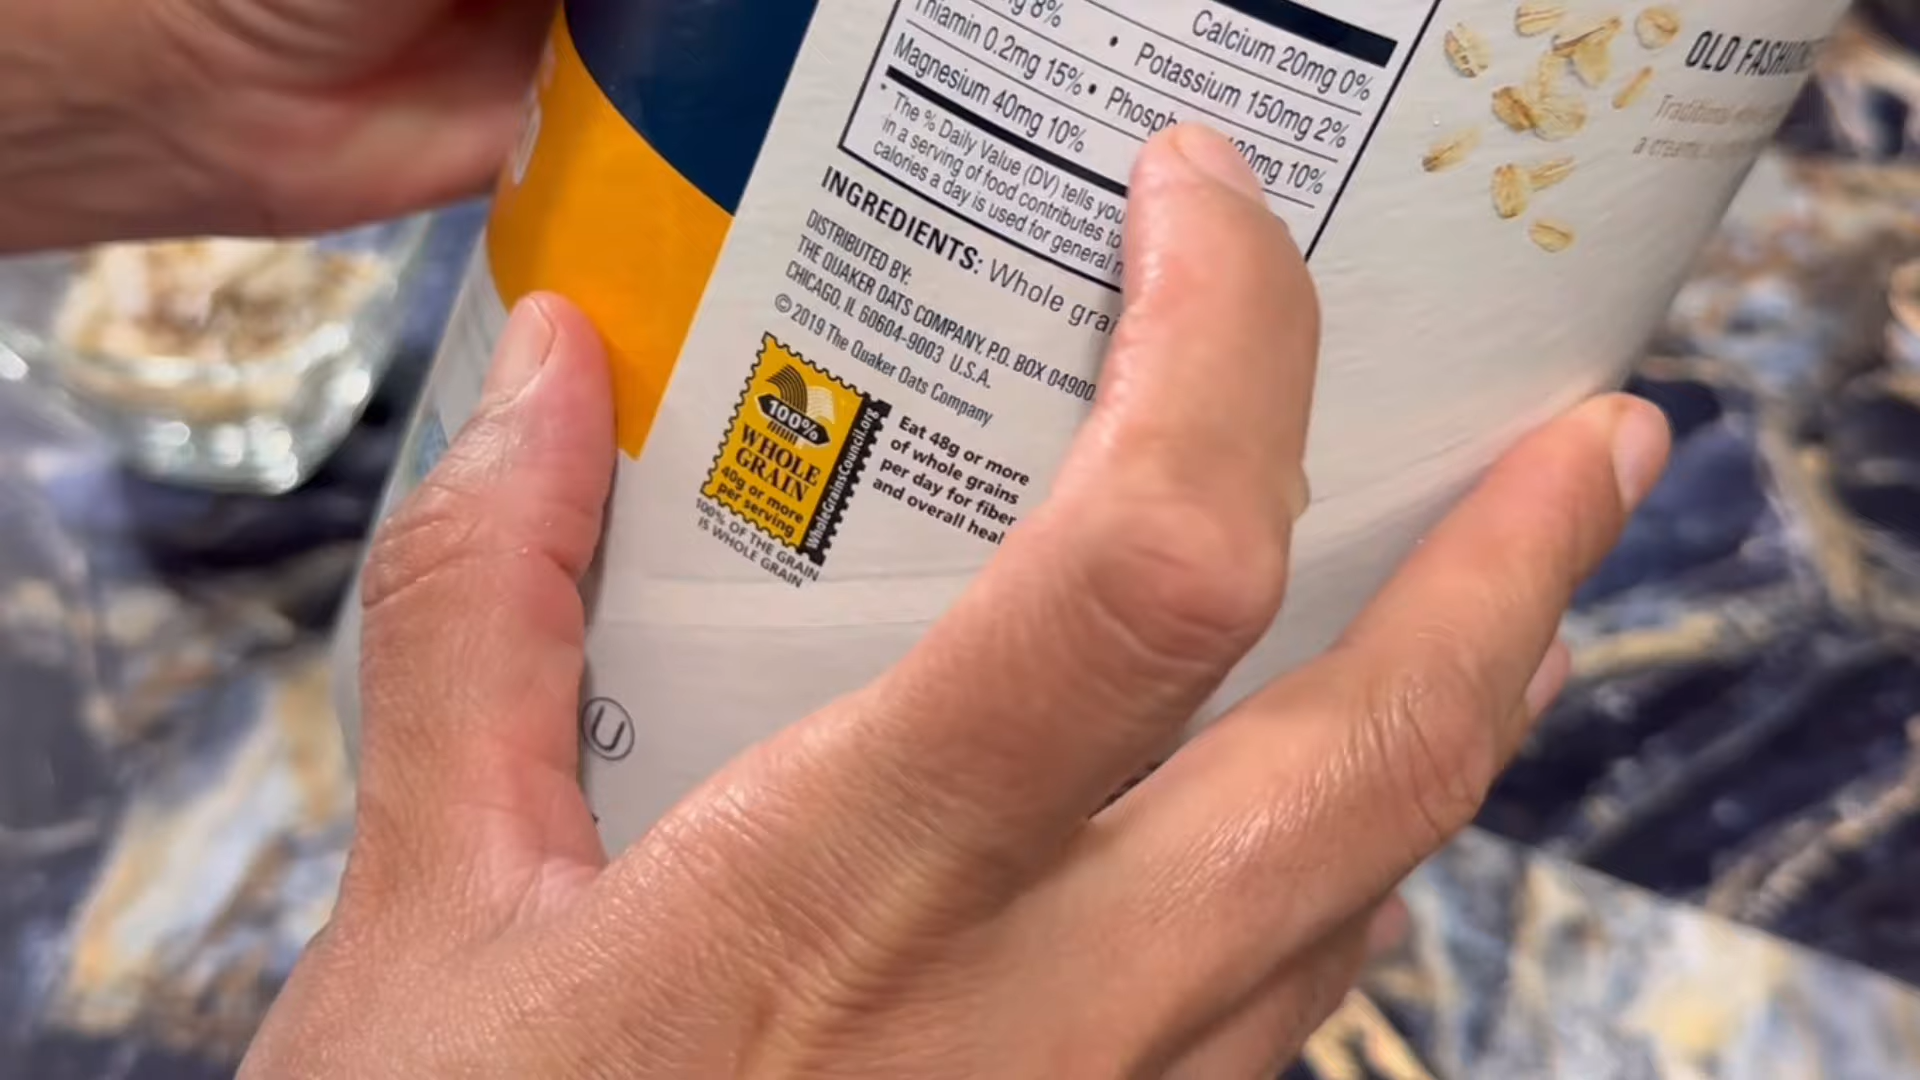 mg 8%
Calcium 20mg 0%
Thiamin 0.2mg 15% • Potassium 150mg 2%
Magnesium 40mg 10% • Phosph 10%
* The % Daily Value (DV) tells you
in a serving of food contributes to
calories a day is used for general
INGREDIENTS: Whole
DISTRIBUTED BY:
THE QUAKER OATS COMPANY, P.O. BOX 04900
CHICAGO, IL 60604-9003 U.S.A.
© 2019 The Quaker Oats Company
100%
WHOLE
GRAIN
40g or more
per serving
WholeGrainsCouncil.org
100% OF THE GRAIN
IS WHOLE GRAIN
Eat 48g or more
of whole grains
per day for fiber
and overall heal
U
OLD FASHION
Traditional
a creamy